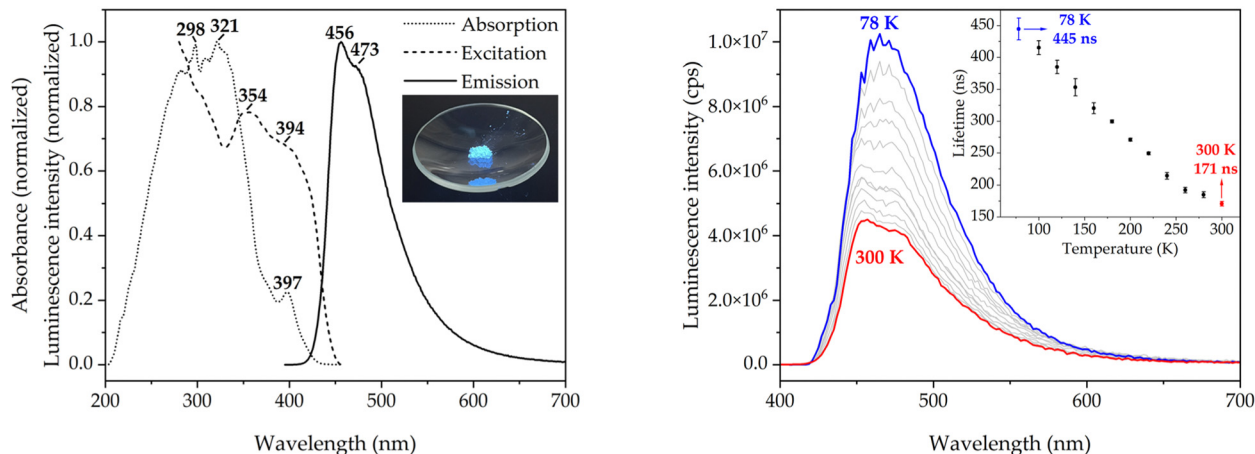 Absorbance (normalized)
Luminescence intensity (normalized)
1.0
0.8
0.6
0.4
0.2
0.0
298
321
354
394
397
456
473
Absorption
Excitation
Emission
200
300
400
500
600
700
Wavelength (nm)
Luminescence intensity (cps)
1.0×10⁷
8.0×10⁶
6.0×10⁶
4.0×10⁶
2.0×10⁶
0.0
78 K
300 K
400
500
600
700
Wavelength (nm)
Lifetime (ns)
450
400
350
300
250
200
150
78 K
445 ns
300 K
171 ns
100
150
200
250
300
Temperature (K)